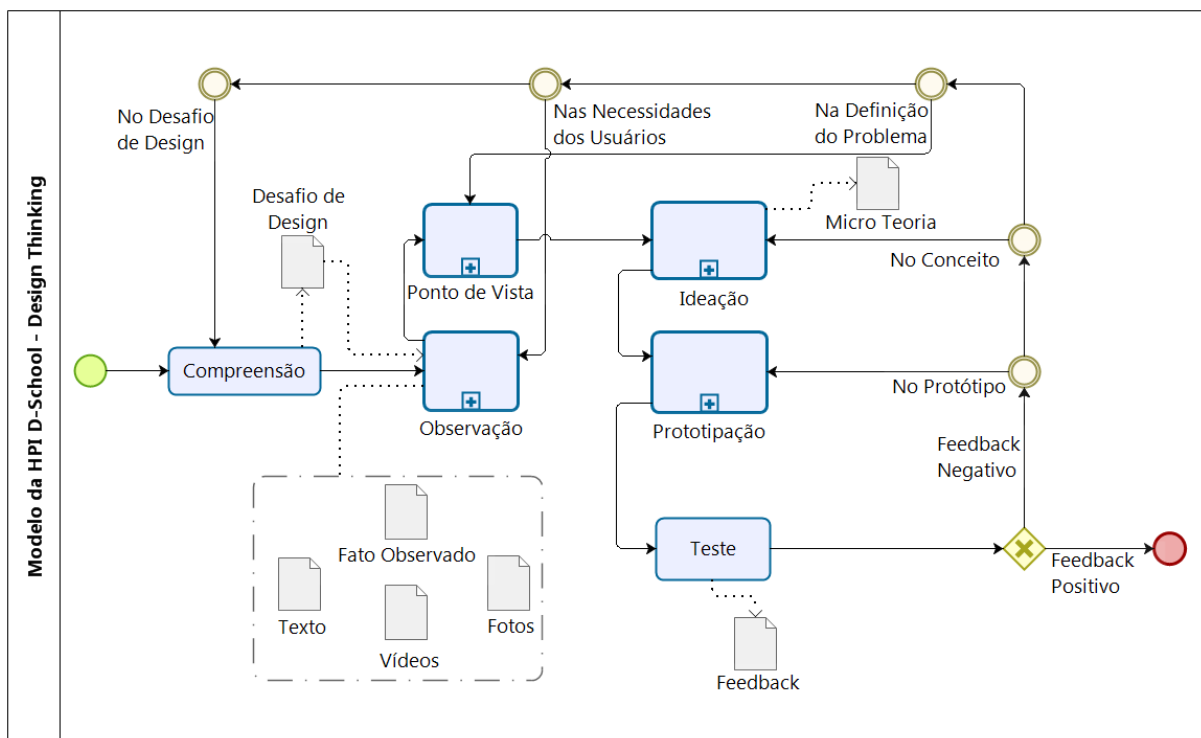 Modelo da HPI D-School - Design Thinking
No Desafio
de Design
Nas Necessidades
dos Usuários
Na Definição
do Problema
Desafio de
Design
Micro Teoria
No Conceito
Ponto de Vista
Ideação
Compreensão
No Protótipo
Observação
Prototipação
Feedback
Negativo
Fato Observado
Teste
Feedback
Positivo
Texto
Fotos
Vídeos
Feedback